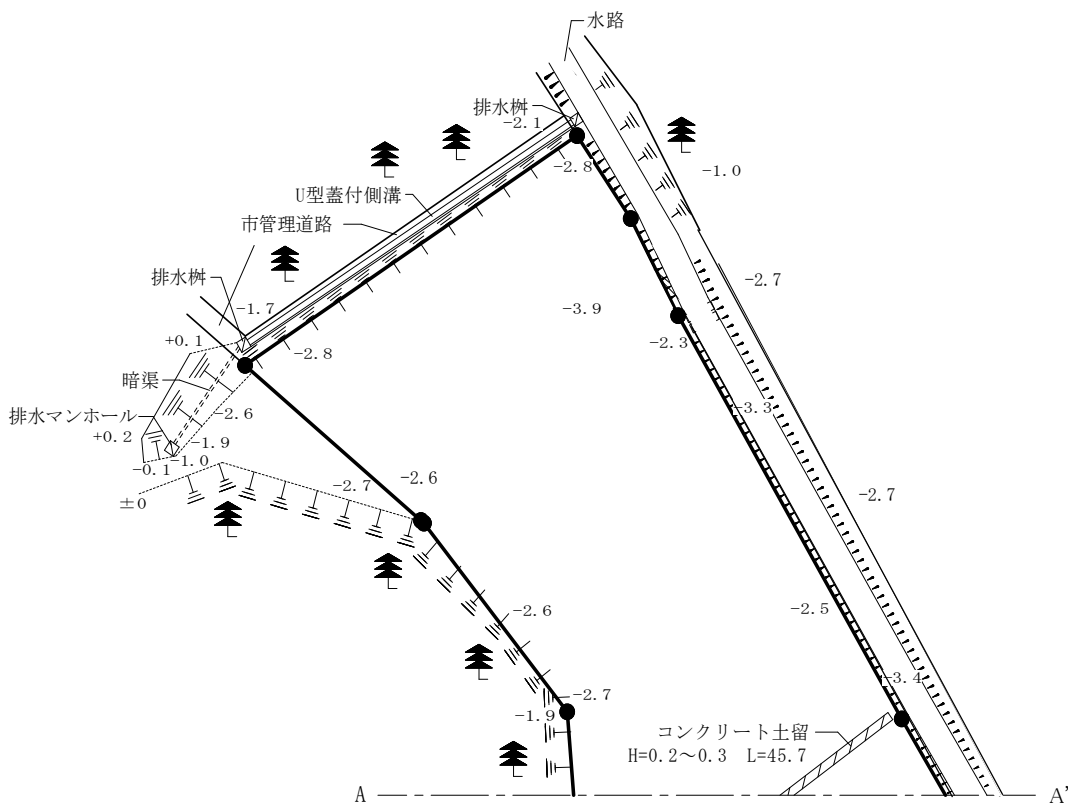 水路
排水桝
-2.1
-2.8
-1.0
U型蓋付側溝
市管理道路
排水桝
-1.7
-2.7
-3.9
+0.1
-2.3
-2.8
暗渠
排水マンホール
-2.6
-3.3
+0.2
-1.9
-0.1
-1.0
-2.7
-2.6
-2.7
±0
-2.5
-2.6
-3.4
-2.7
-1.9
コンクリート土留
H=0.2～0.3 L=45.7
A
A'